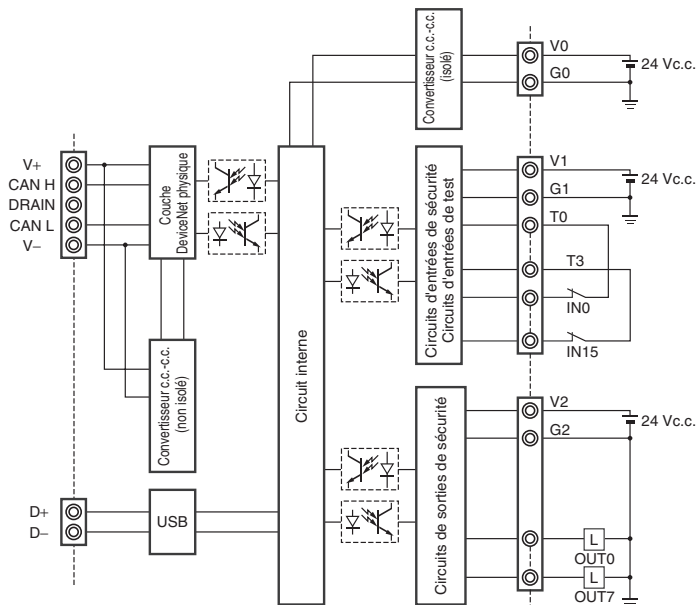 Convertisseur c.c.-c.c.
(isolé)
V0
G0
24 Vc.c.
V+
CAN H
DRAIN
CAN L
V–
Couche
DeviceNet physique
Convertisseur c.c.-c.c.
(non isolé)
D+
D–
USB
Circuit interne
Circuits d'entrées de sécurité
Circuits d'entrées de test
V1
G1
T0
T3
IN0
IN15
24 Vc.c.
Circuits de sorties de sécurité
V2
G2
24 Vc.c.
L
OUT0
L
OUT7